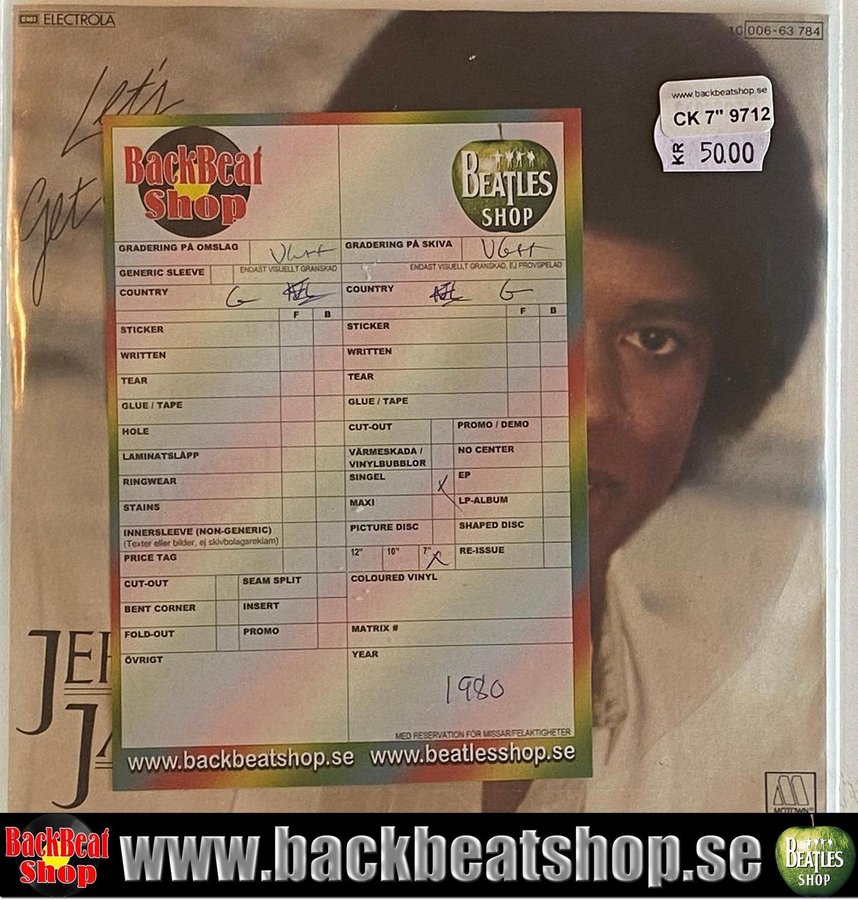 EMI ELECTROLA
1C 006-63 784
Let's
Get
www.backbeatshop.se
CK 7" 9712
KR 50.00
BackBeat
Shop
BEATLES
SHOP
GRADERING PÅ OMSLAG VG++
GRADERING PÅ SKIVA VG++
GENERIC SLEEVE ENDAST VISUELLT GRANSKAD
ENDAST VISUELLT GRANSKAD, EJ PROVSPELAD
COUNTRY G
COUNTRY G
F B
F B
STICKER
STICKER
WRITTEN
WRITTEN
TEAR
TEAR
GLUE / TAPE
GLUE / TAPE
HOLE
CUT-OUT PROMO / DEMO
LAMINATSLÄPP
VÄRMESKADA /
VINYLBUBBLOR
NO CENTER
RINGWEAR
SINGEL X EP
STAINS
MAXI LP-ALBUM
INNERSLEEVE (NON-GENERIC)
(Texter eller bilder, ej skivbolagsreklam)
PICTURE DISC SHAPED DISC
PRICE TAG
12" 10" 7" X RE-ISSUE
CUT-OUT SEAM SPLIT
COLOURED VINYL
BENT CORNER INSERT
FOLD-OUT PROMO
MATRIX #
ÖVRIGT
YEAR
1980
MED RESERVATION FÖR MISSAR/FELAKTIGHETER
www.backbeatshop.se www.beatlesshop.se
JE
JA
M
MOTOWN
BackBeat
Shop
www.backbeatshop.se
BEATLES
SHOP